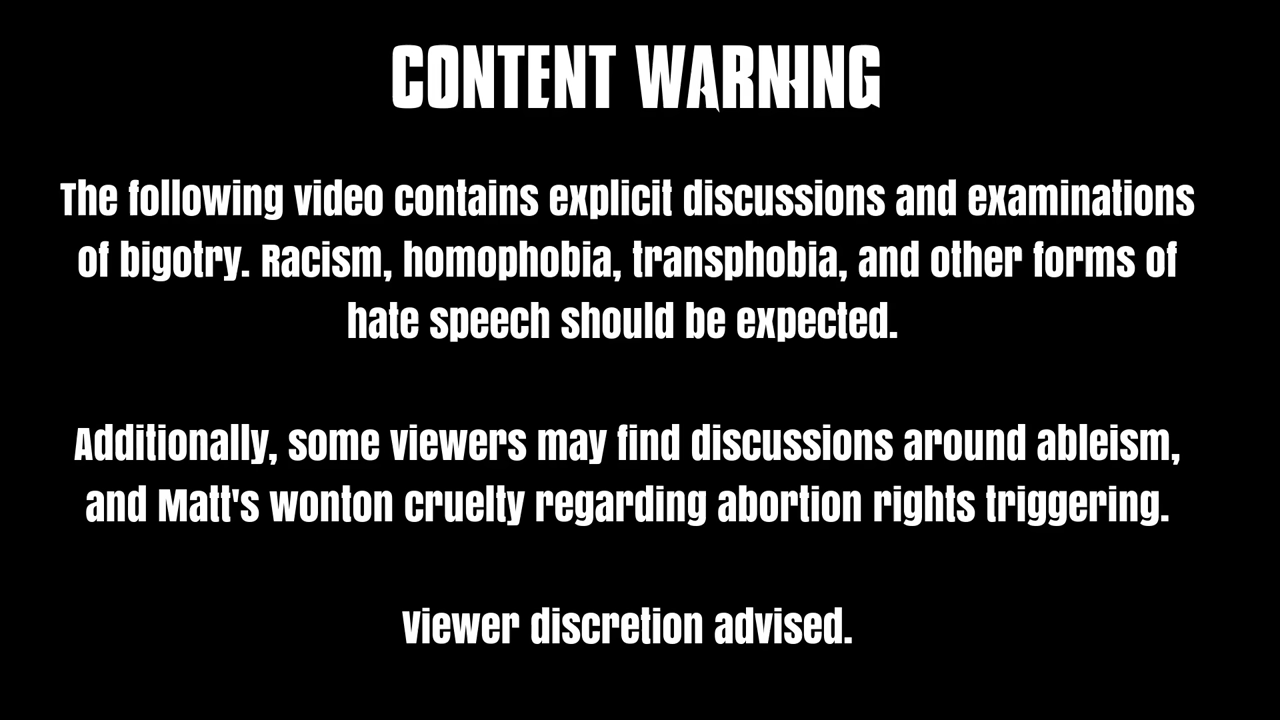 CONTENT WARNING
The following video contains explicit discussions and examinations
of bigotry. Racism, homophobia, transphobia, and other forms of
hate speech should be expected.
Additionally, some viewers may find discussions around ableism,
and Matt's wonton cruelty regarding abortion rights triggering.
Viewer discretion advised.